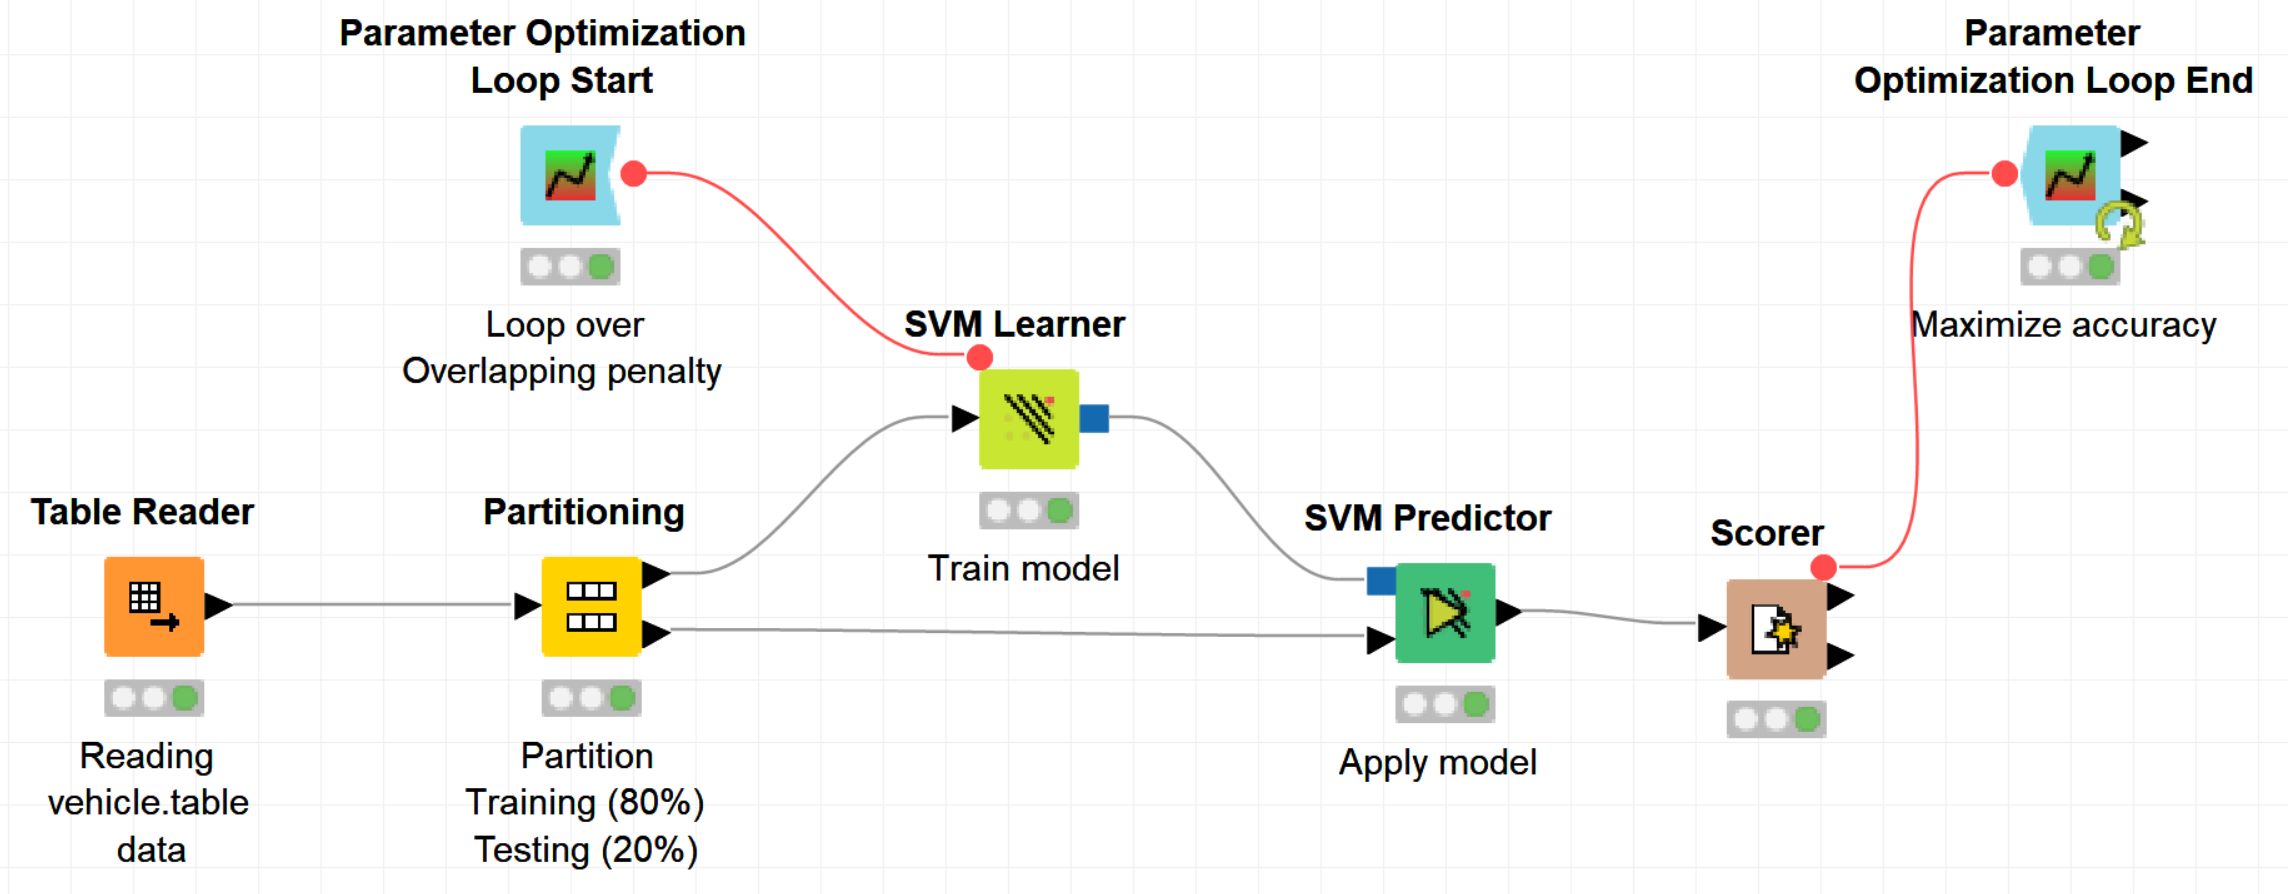 Parameter Optimization
Loop Start
Loop over
Overlapping penalty
Parameter
Optimization Loop End
Maximize accuracy
SVM Learner
Train model
Table Reader
Reading
vehicle.table
data
Partitioning
Partition
Training (80%)
Testing (20%)
SVM Predictor
Apply model
Scorer